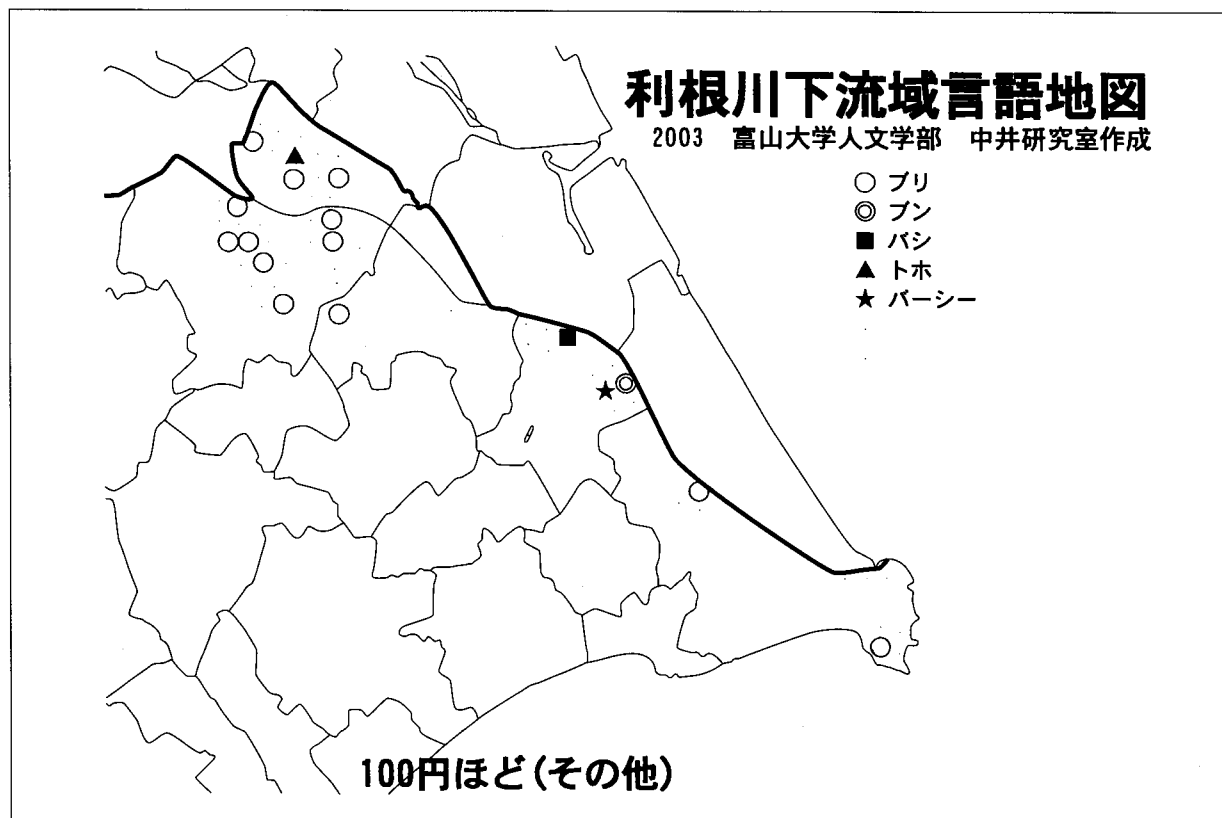 利根川下流域言語地図
2003 富山大学人文学部 中井研究室作成
○ ブリ
◎ ブン
■ バシ
▲ トホ
★ バーシー
100円ほど(その他)